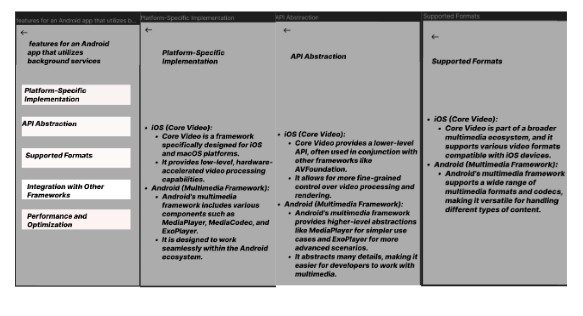 features for an Android app that utilizes b...
←
features for an Android
app that utilizes
background services
Platform-Specific
Implementation
API Abstraction
Supported Formats
Integration with Other
Frameworks
Performance and
Optimization
Platform-Specific Implementation
←
Platform-Specific
Implementation
• iOS (Core Video):
• Core Video is a framework
specifically designed for iOS
and macOS platforms.
• It provides low-level, hardware-
accelerated video processing
capabilities.
• Android (Multimedia Framework):
• Android's multimedia
framework includes various
components such as
MediaPlayer, MediaCodec, and
ExoPlayer.
• It is designed to work
seamlessly within the Android
ecosystem.
API Abstraction
←
API Abstraction
• iOS (Core Video):
• Core Video provides a lower-level
API, often used in conjunction with
other frameworks like
AVFoundation.
• It allows for more fine-grained
control over video processing and
rendering.
• Android (Multimedia Framework):
• Android's multimedia framework
provides higher-level abstractions
like MediaPlayer for simpler use
cases and ExoPlayer for more
advanced scenarios.
• It abstracts many details, making it
easier for developers to work with
multimedia.
Supported Formats
←
Supported Formats
• iOS (Core Video):
• Core Video is part of a broader
multimedia ecosystem, and it
supports various video formats
compatible with iOS devices.
• Android (Multimedia Framework):
• Android's multimedia framework
supports a wide range of
multimedia formats and codecs,
making it versatile for handling
different types of content.